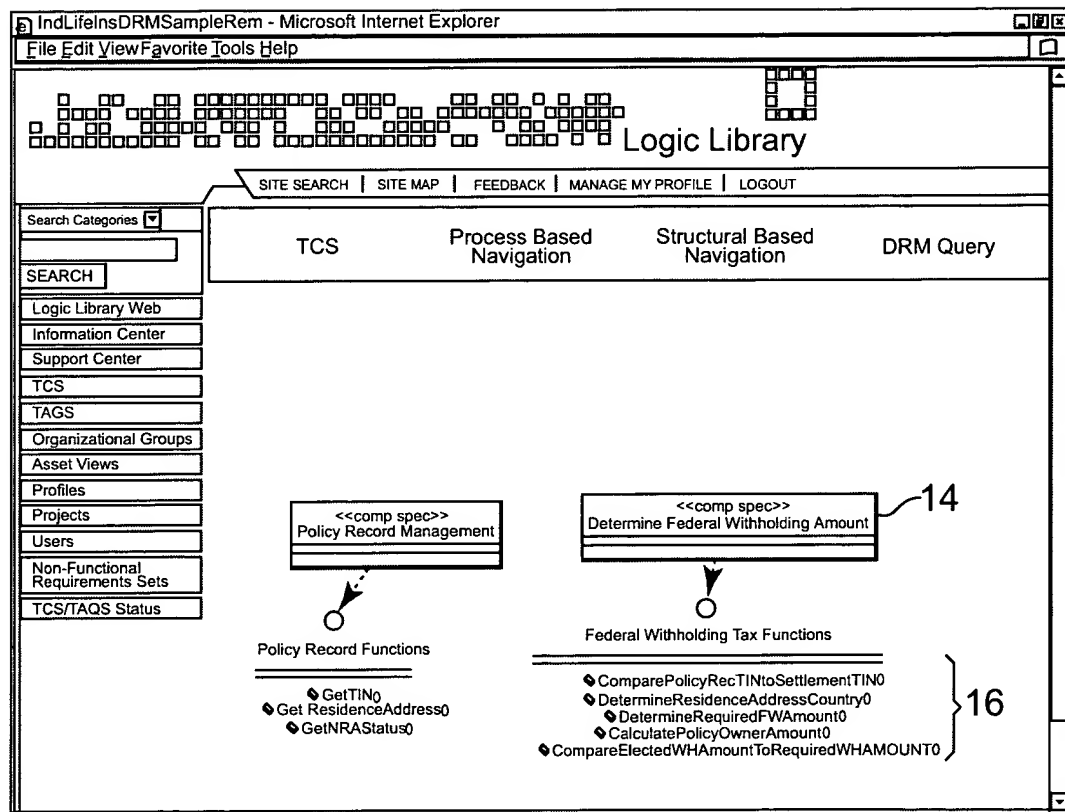 IndLifeInsDRMSampleRem - Microsoft Internet Explorer
File Edit View Favorite Tools Help
Logic Library
SITE SEARCH | SITE MAP | FEEDBACK | MANAGE MY PROFILE | LOGOUT
Search Categories
SEARCH
TCS
Process Based
Navigation
Structural Based
Navigation
DRM Query
Logic Library Web
Information Center
Support Center
TCS
TAGS
Organizational Groups
Asset Views
Profiles
Projects
Users
Non-Functional
Requirements Sets
TCS/TAQS Status
<<comp spec>>
Policy Record Management
<<comp spec>>
Determine Federal Withholding Amount
14
Policy Record Functions
GetTIN()
Get ResidenceAddress()
GetNRAStatus()
Federal Withholding Tax Functions
ComparePolicyRecTINtoSettlementTIN()
DetermineResidenceAddressCountry()
DetermineRequiredFWAmount()
CalculatePolicyOwnerAmount()
CompareElectedWHAmountToRequiredWHAMOUNT()
16